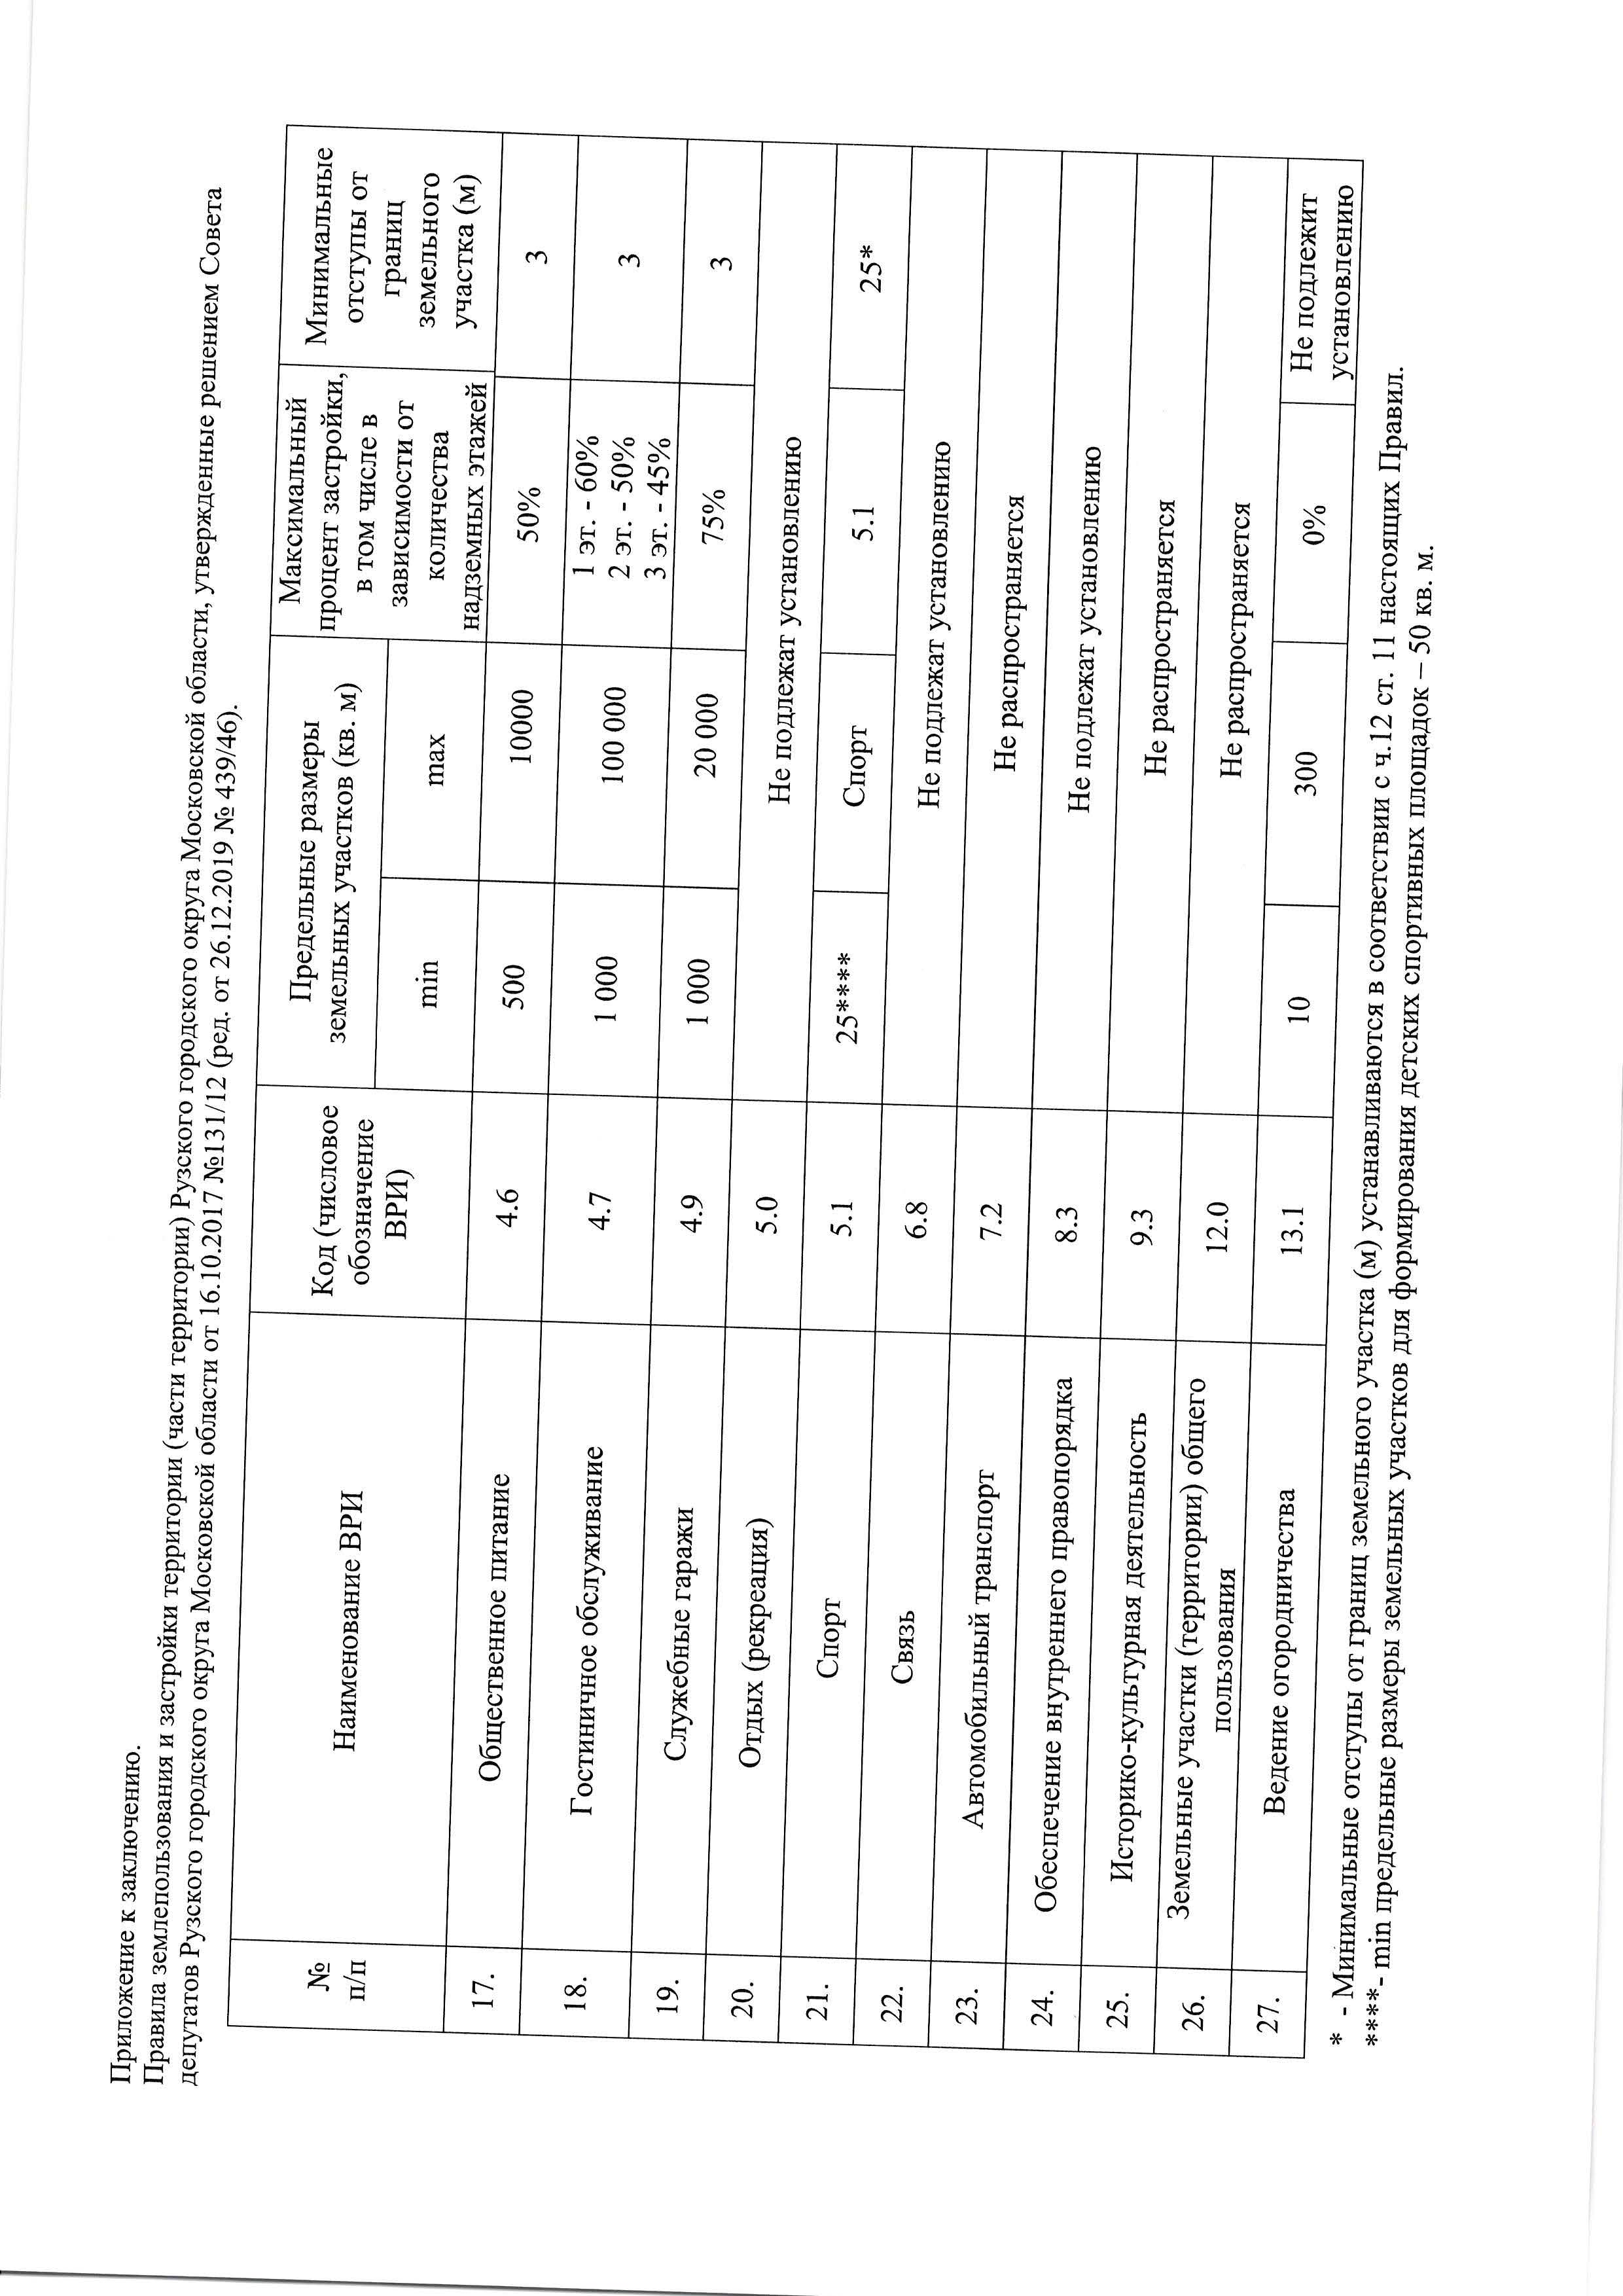 Приложение к заключению.
Правила землепользования и застройки территории (части территории) Рузского городского округа Московской области, утвержденные решением Совета
депутатов Рузского городского округа Московской области от 16.10.2017 №131/12 (ред. от 26.12.2019 № 439/46).
№
п/п
Наименование ВРИ
Код (числовое
обозначение
ВРИ)
Предельные размеры
земельных участков (кв. м)
min
max
Максимальный
процент застройки,
в том числе в
зависимости от
количества
надземных этажей
Минимальные
отступы от
границ
земельного
участка (м)
17.
Общественное питание
4.6
500
10000
50%
3
18.
Гостиничное обслуживание
4.7
1 000
100 000
1 эт. - 60%
2 эт. - 50%
3 эт. - 45%
3
19.
Служебные гаражи
4.9
1 000
20 000
75%
3
20.
Отдых (рекреация)
5.0
Не подлежат установлению
21.
Спорт
5.1
25****
Спорт
5.1
25*
22.
Связь
6.8
Не подлежат установлению
23.
Автомобильный транспорт
7.2
Не распространяется
24.
Обеспечение внутреннего правопорядка
8.3
Не подлежат установлению
25.
Историко-культурная деятельность
9.3
Не распространяется
26.
Земельные участки (территории) общего
пользования
12.0
Не распространяется
27.
Ведение огородничества
13.1
10
300
0%
Не подлежит
установлению
* - Минимальные отступы от границ земельного участка (м) устанавливаются в соответствии с ч.12 ст. 11 настоящих Правил.
****- min предельные размеры земельных участков для формирования детских спортивных площадок – 50 кв. м.